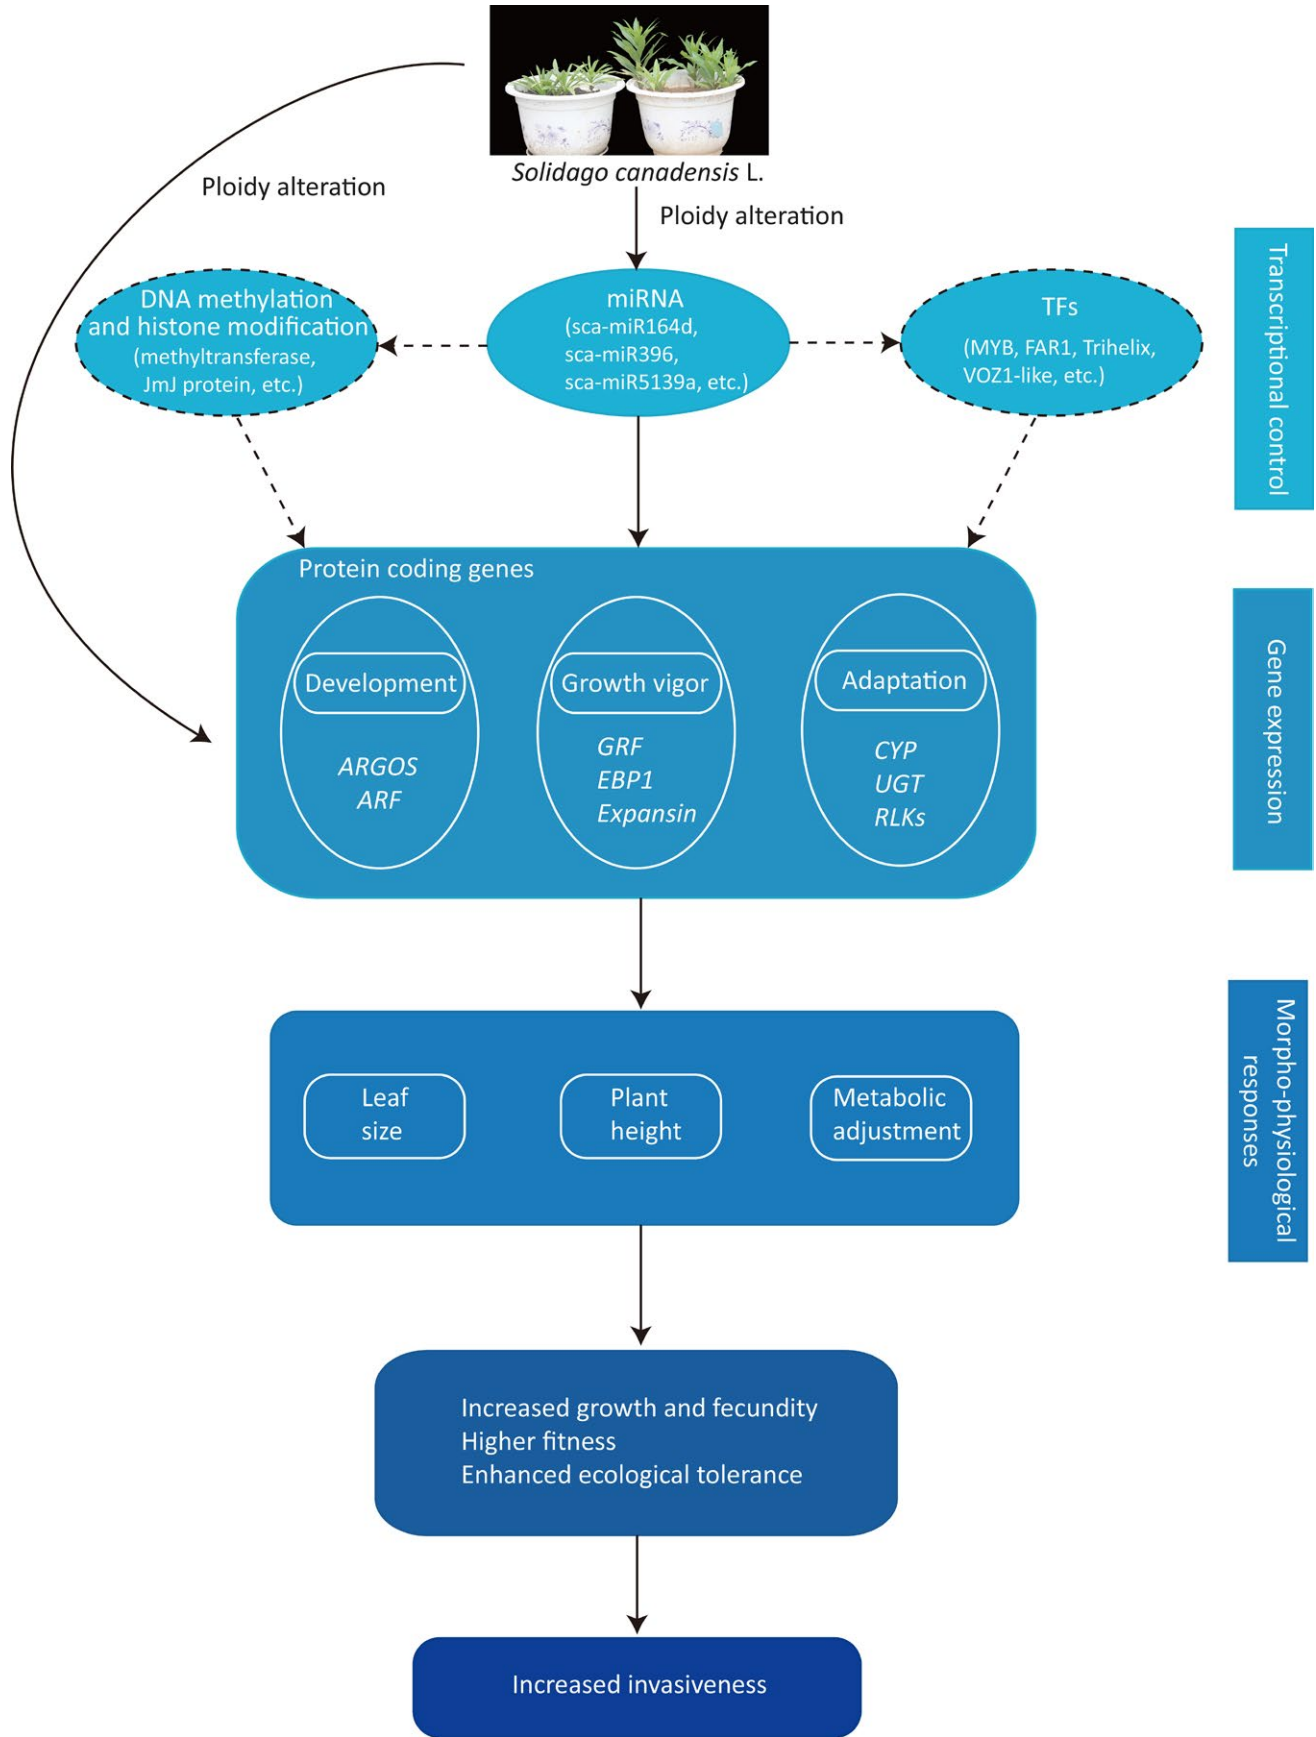 Solidago canadensis L.
Ploidy alteration
Ploidy alteration
DNA methylation
and histone modification
(methyltransferase,
JmJ protein, etc.)
miRNA
(sca-miR164d,
sca-miR396,
sca-miR5139a, etc.)
TFs
(MYB, FAR1, Trihelix,
VOZ1-like, etc.)
Transcriptional control
Protein coding genes
Development
ARGOS
ARF
Growth vigor
GRF
EBP1
Expansin
Adaptation
CYP
UGT
RLKs
Gene expression
Leaf
size
Plant
height
Metabolic
adjustment
Morpho-physiological
responses
Increased growth and fecundity
Higher fitness
Enhanced ecological tolerance
Increased invasiveness